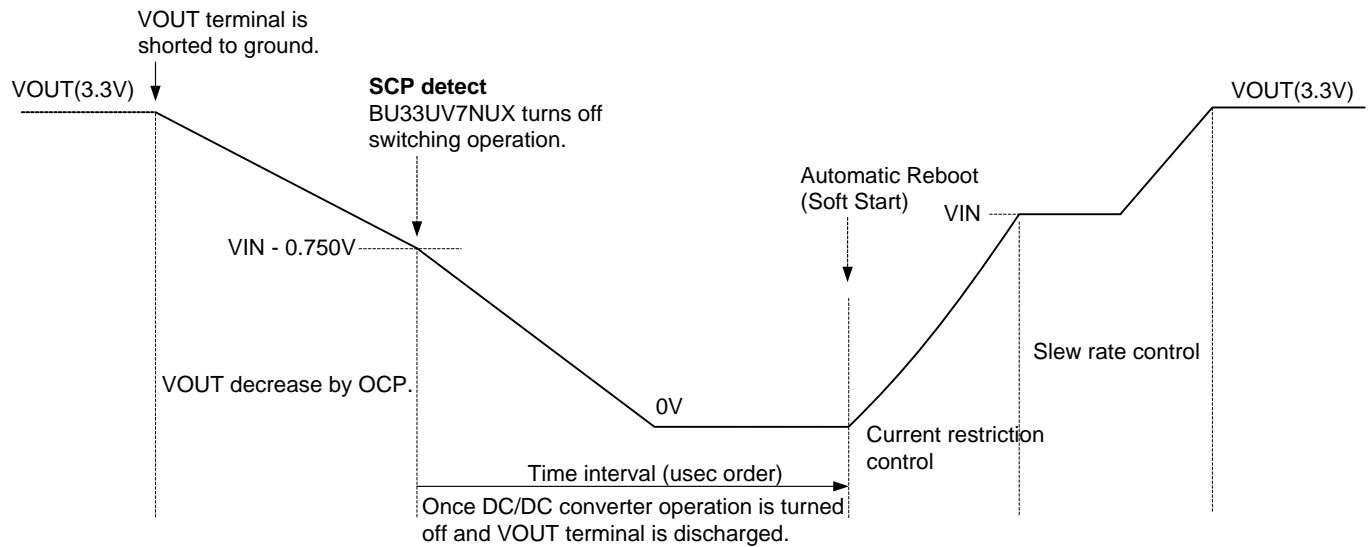 VOUT terminal is
shorted to ground.
VOUT(3.3V)
SCP detect
BU33UV7NUX turns off
switching operation.
VOUT(3.3V)
Automatic Reboot
(Soft Start)
VIN
VIN - 0.750V
Slew rate control
VOUT decrease by OCP.
0V
Current restriction
control
Time interval (usec order)
Once DC/DC converter operation is turned
off and VOUT terminal is discharged.